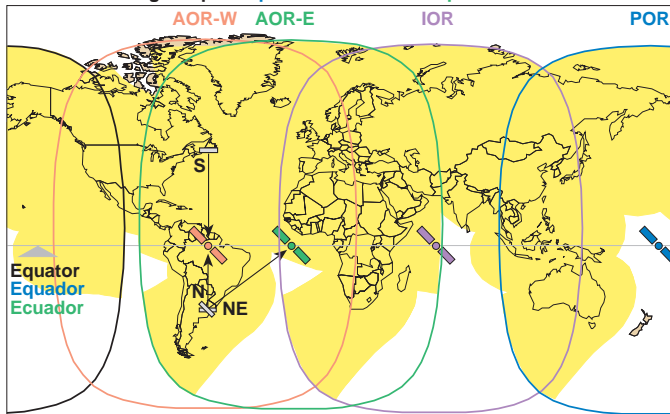 AOR-W AOR-E IOR POR
S
N
NE
Equator
Equador
Ecuador